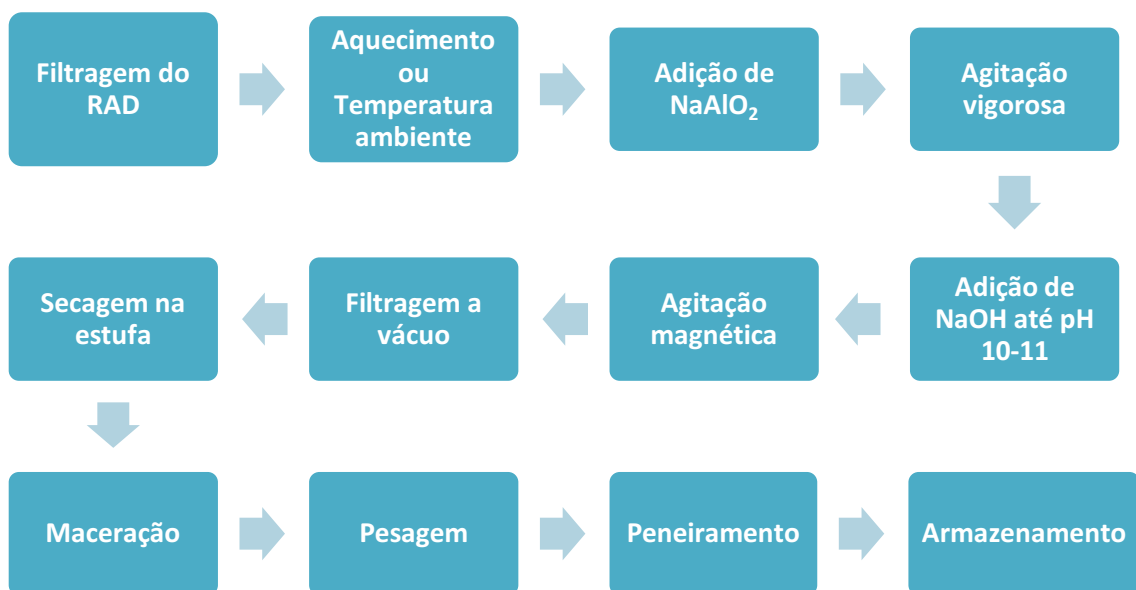 Filtragem do
RAD
Aquecimento
ou
Temperatura
ambiente
Adição de
NaAlO₂
Agitação
vigorosa
Adição de
NaOH até pH
10-11
Agitação
magnética
Filtragem a
vácuo
Secagem na
estufa
Maceração
Pesagem
Peneiramento
Armazenamento